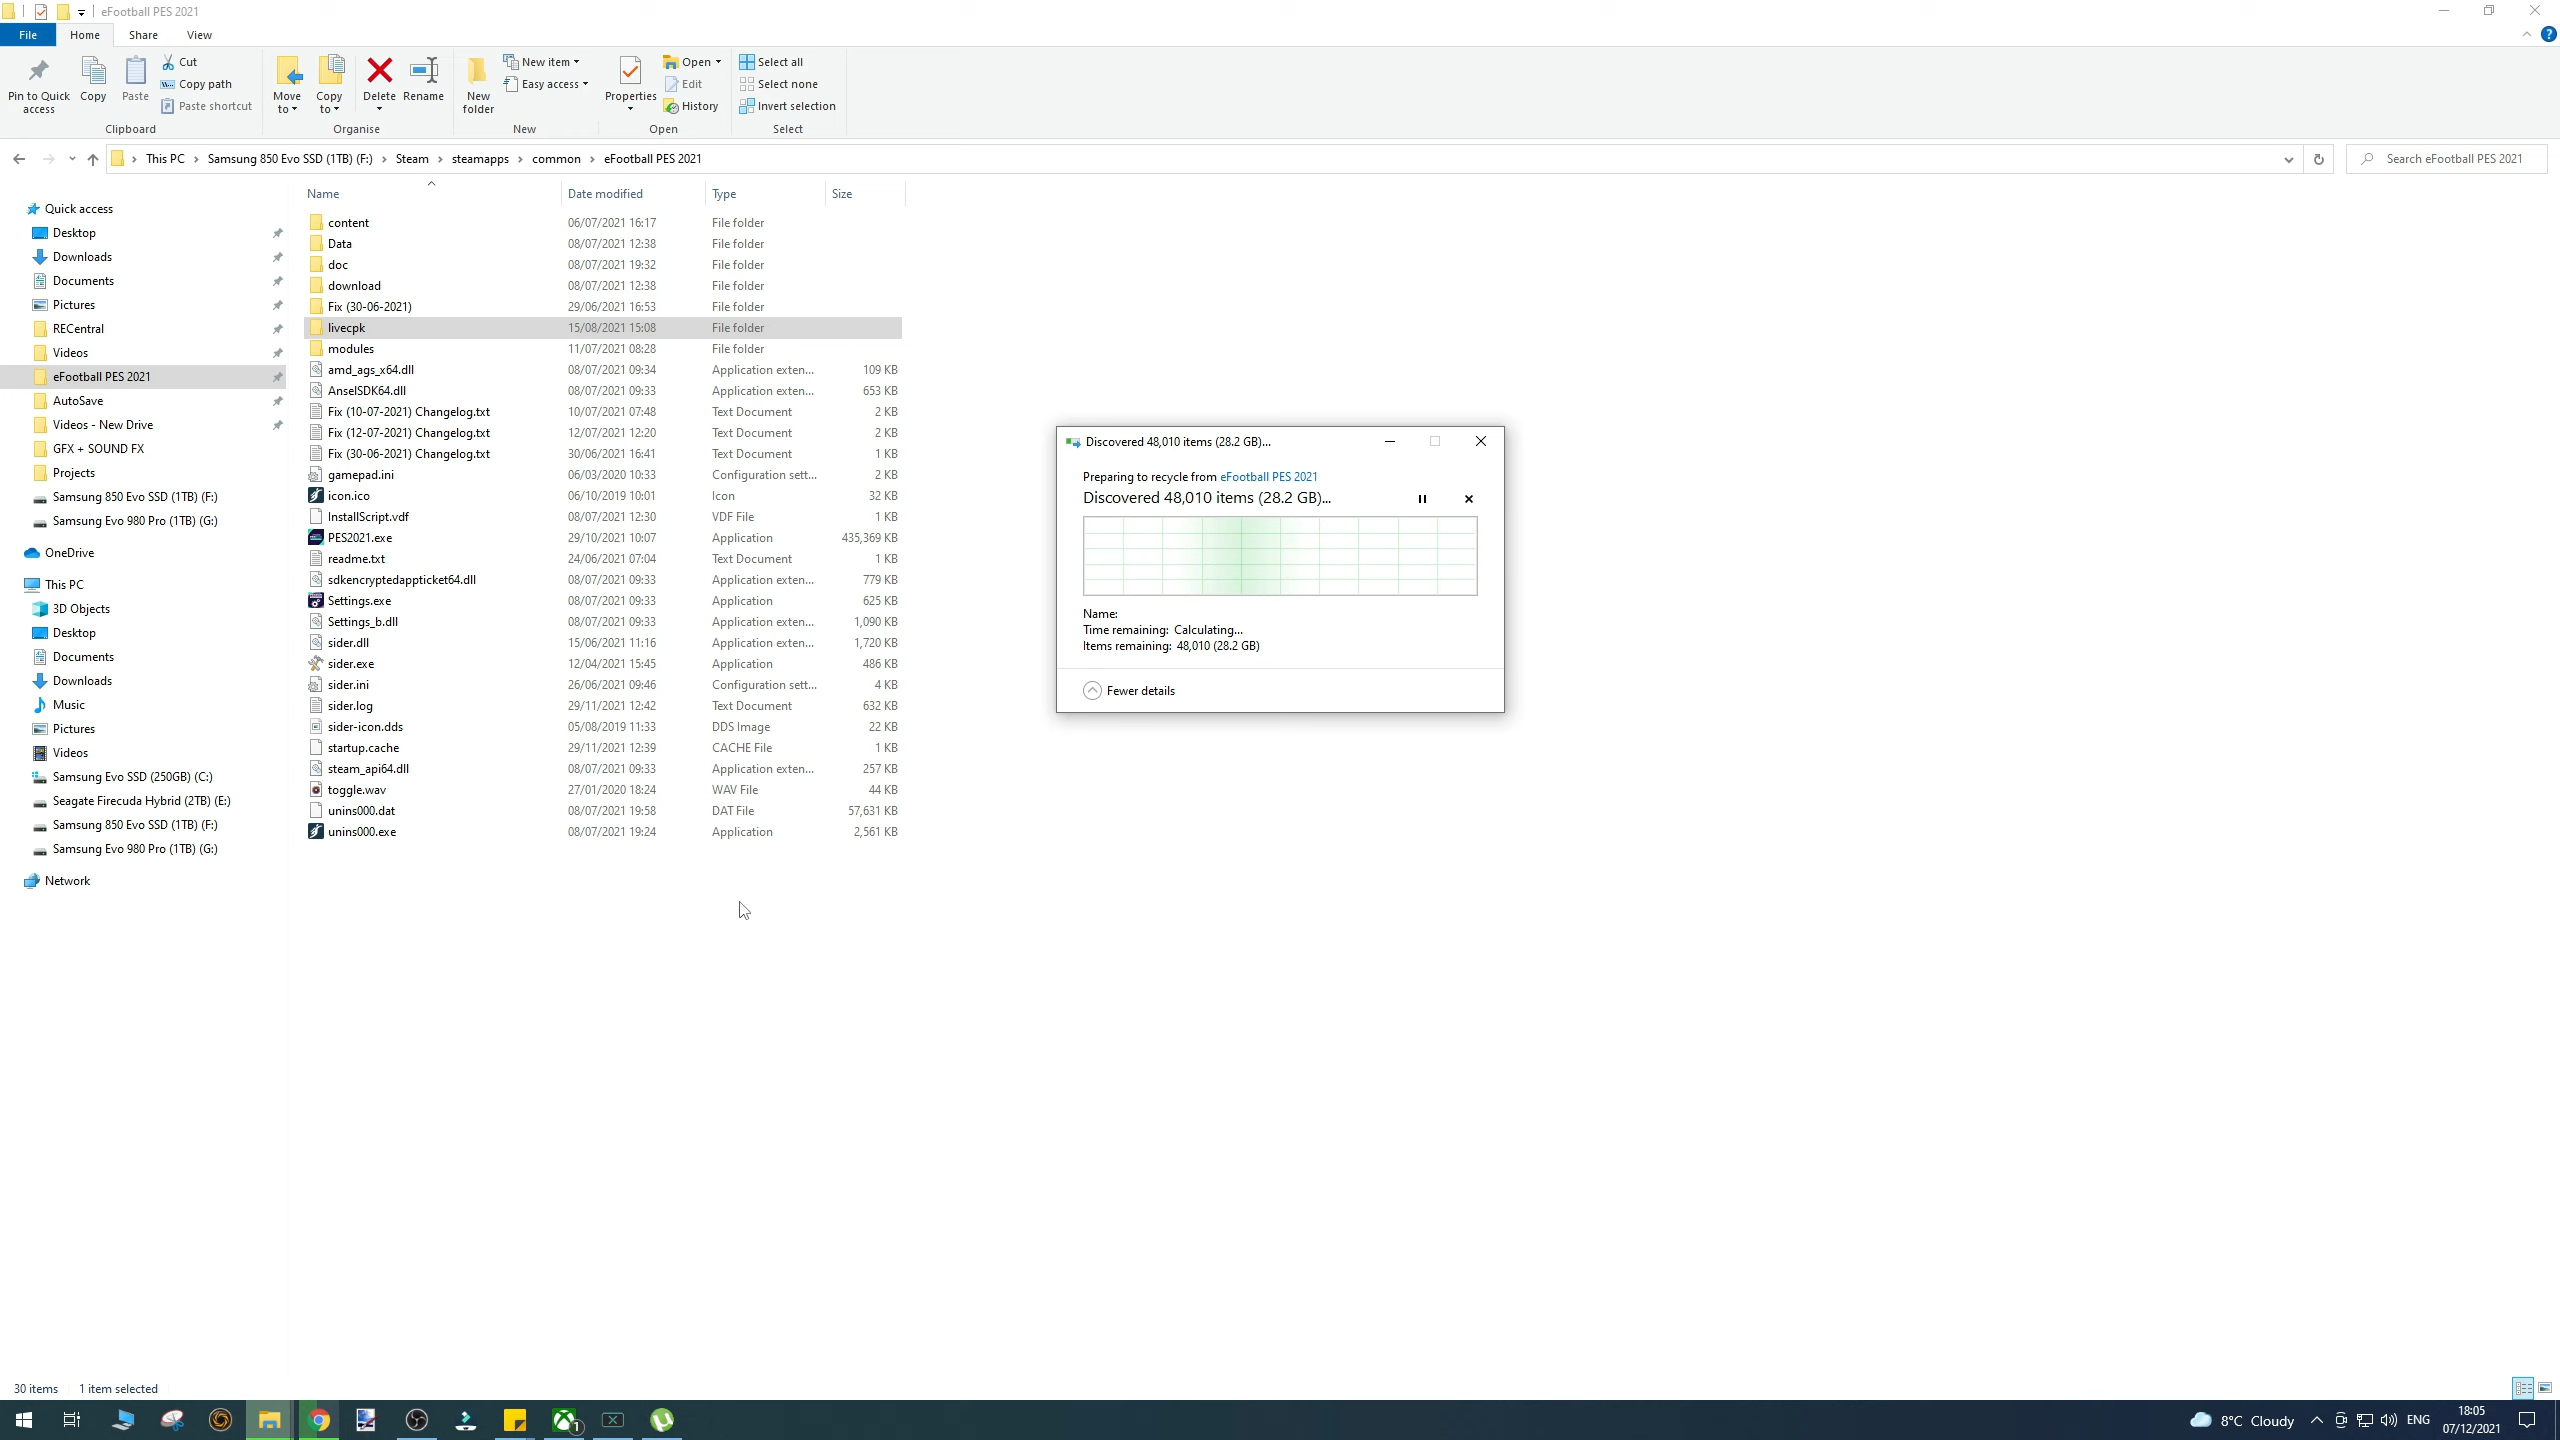 eFootball PES 2021
File Home Share View
Pin to Quick access
Copy
Paste
Cut
Copy path
Paste shortcut
Clipboard
Move to
Copy to
Delete
Rename
Organise
New folder
New item
Easy access
New
Properties
Open
Edit
History
Open
Select all
Select none
Invert selection
Select
This PC › Samsung 850 Evo SSD (1TB) (F:) › Steam › steamapps › common › eFootball PES 2021
Search eFootball PES 2021
Quick access
Desktop
Downloads
Documents
Pictures
RECentral
Videos
eFootball PES 2021
AutoSave
Videos - New Drive
GFX + SOUND FX
Projects
Samsung 850 Evo SSD (1TB) (F:)
Samsung Evo 980 Pro (1TB) (G:)
OneDrive
This PC
3D Objects
Desktop
Documents
Downloads
Music
Pictures
Videos
Samsung Evo SSD (250GB) (C:)
Seagate Firecuda Hybrid (2TB) (E:)
Samsung 850 Evo SSD (1TB) (F:)
Samsung Evo 980 Pro (1TB) (G:)
Network
Name Date modified Type Size
content 06/07/2021 16:17 File folder
Data 08/07/2021 12:38 File folder
doc 08/07/2021 19:32 File folder
download 08/07/2021 12:38 File folder
Fix (30-06-2021) 29/06/2021 16:53 File folder
livecpk 15/08/2021 15:08 File folder
modules 11/07/2021 08:28 File folder
amd_ags_x64.dll 08/07/2021 09:34 Application exten... 109 KB
AnselSDK64.dll 08/07/2021 09:33 Application exten... 653 KB
Fix (10-07-2021) Changelog.txt 10/07/2021 07:48 Text Document 2 KB
Fix (12-07-2021) Changelog.txt 12/07/2021 12:20 Text Document 2 KB
Fix (30-06-2021) Changelog.txt 30/06/2021 16:41 Text Document 1 KB
gamepad.ini 06/03/2020 10:33 Configuration sett... 2 KB
icon.ico 06/10/2019 10:01 Icon 32 KB
InstallScript.vdf 08/07/2021 12:30 VDF File 1 KB
PES2021.exe 29/10/2021 10:07 Application 435,369 KB
readme.txt 24/06/2021 07:04 Text Document 1 KB
sdkencryptedappticket64.dll 08/07/2021 09:33 Application exten... 779 KB
Settings.exe 08/07/2021 09:33 Application 625 KB
Settings_b.dll 08/07/2021 09:33 Application exten... 1,090 KB
sider.dll 15/06/2021 11:16 Application exten... 1,720 KB
sider.exe 12/04/2021 15:45 Application 486 KB
sider.ini 26/06/2021 09:46 Configuration sett... 4 KB
sider.log 29/11/2021 12:42 Text Document 632 KB
sider-icon.dds 05/08/2019 11:33 DDS Image 22 KB
startup.cache 29/11/2021 12:39 CACHE File 1 KB
steam_api64.dll 08/07/2021 09:33 Application exten... 257 KB
toggle.wav 27/01/2020 18:24 WAV File 44 KB
unins000.dat 08/07/2021 19:58 DAT File 57,631 KB
unins000.exe 08/07/2021 19:24 Application 2,561 KB
Discovered 48,010 items (28.2 GB)...
Preparing to recycle from eFootball PES 2021
Discovered 48,010 items (28.2 GB)...
Name:
Time remaining: Calculating...
Items remaining: 48,010 (28.2 GB)
Fewer details
30 items 1 item selected
1
8°C Cloudy
ENG
18:05
07/12/2021